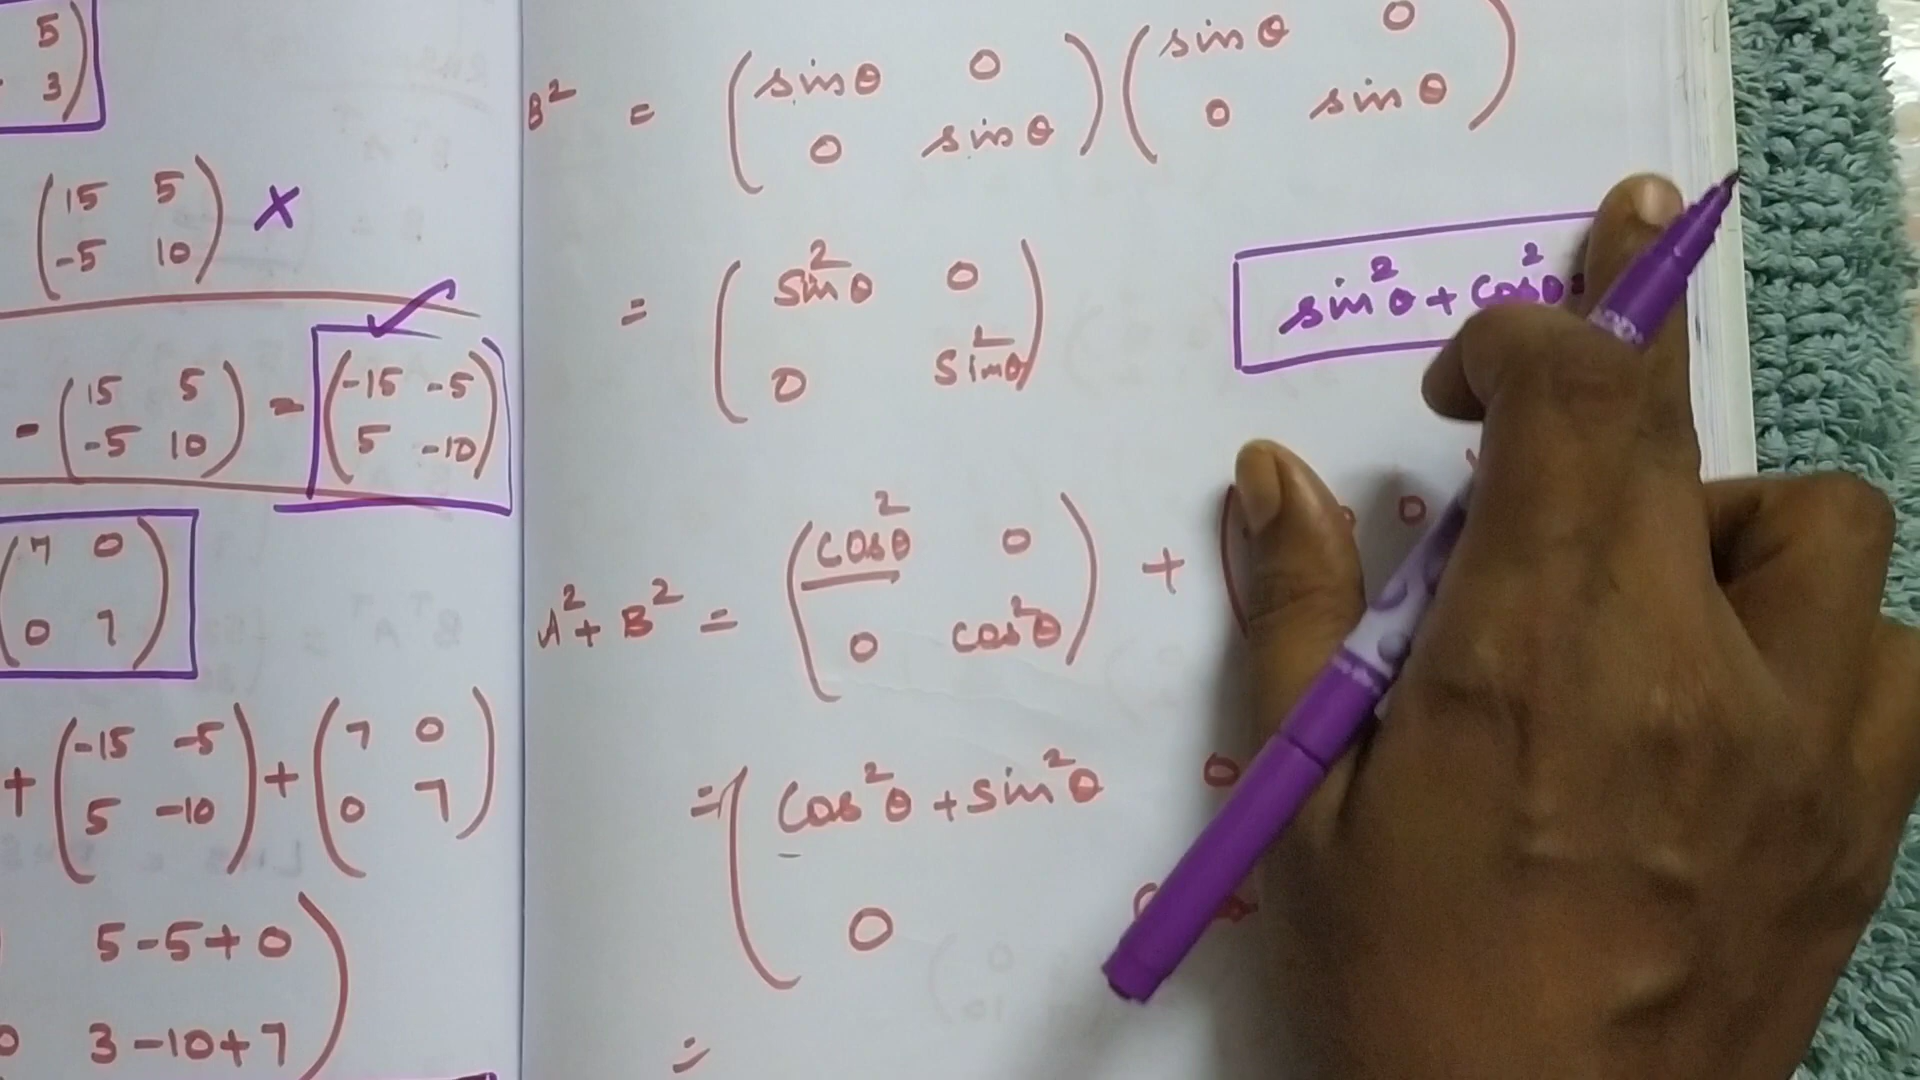 5
3
(15 5
-5 10) ×
- (15 5
-5 10) = (-15 -5
5 -10)
(7 0
0 7)
+ (-15 -5
5 -10) + (7 0
0 7)
5-5+0
0 3-10+7
B² = (sinθ 0
0 sinθ) (sinθ 0
0 sinθ)
= (sin²θ 0
0 sin²θ)
sin²θ + cos²θ
A² + B² = (cos²θ 0
0 cos²θ) + ( 0
= (cos²θ + sin²θ 0
0
=